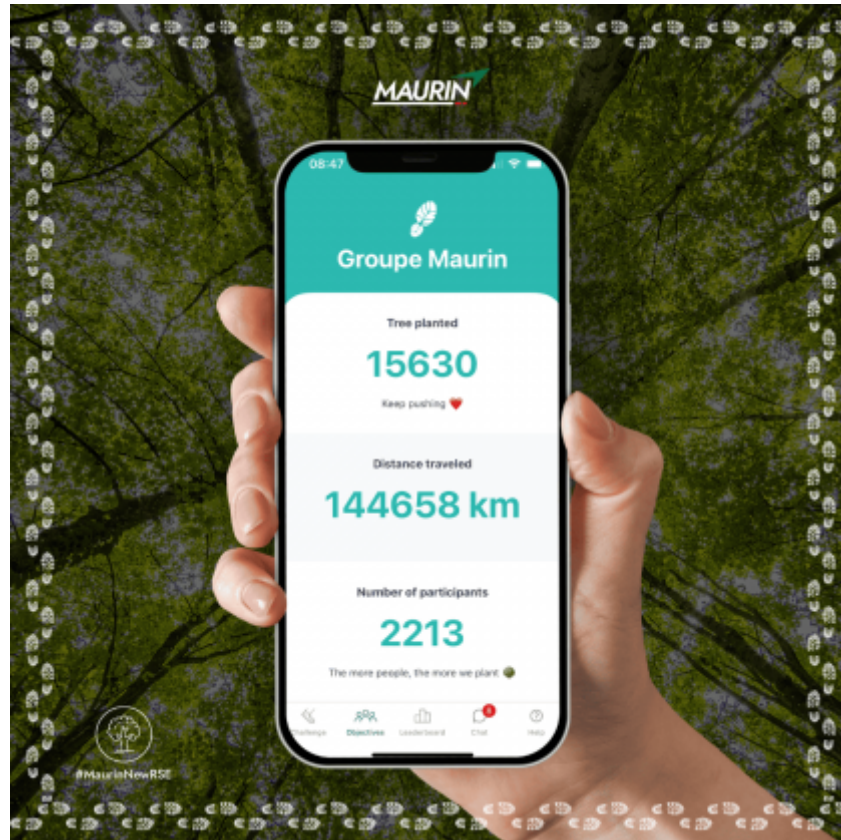 MAURIN
08:47
Groupe Maurin
Tree planted
15630
Keep pushing ❤️
Distance traveled
144658 km
Number of participants
2213
The more people, the more we plant
Challenge
Objectives
Leaderboard
Chat
Help
#MaurinNewRSE